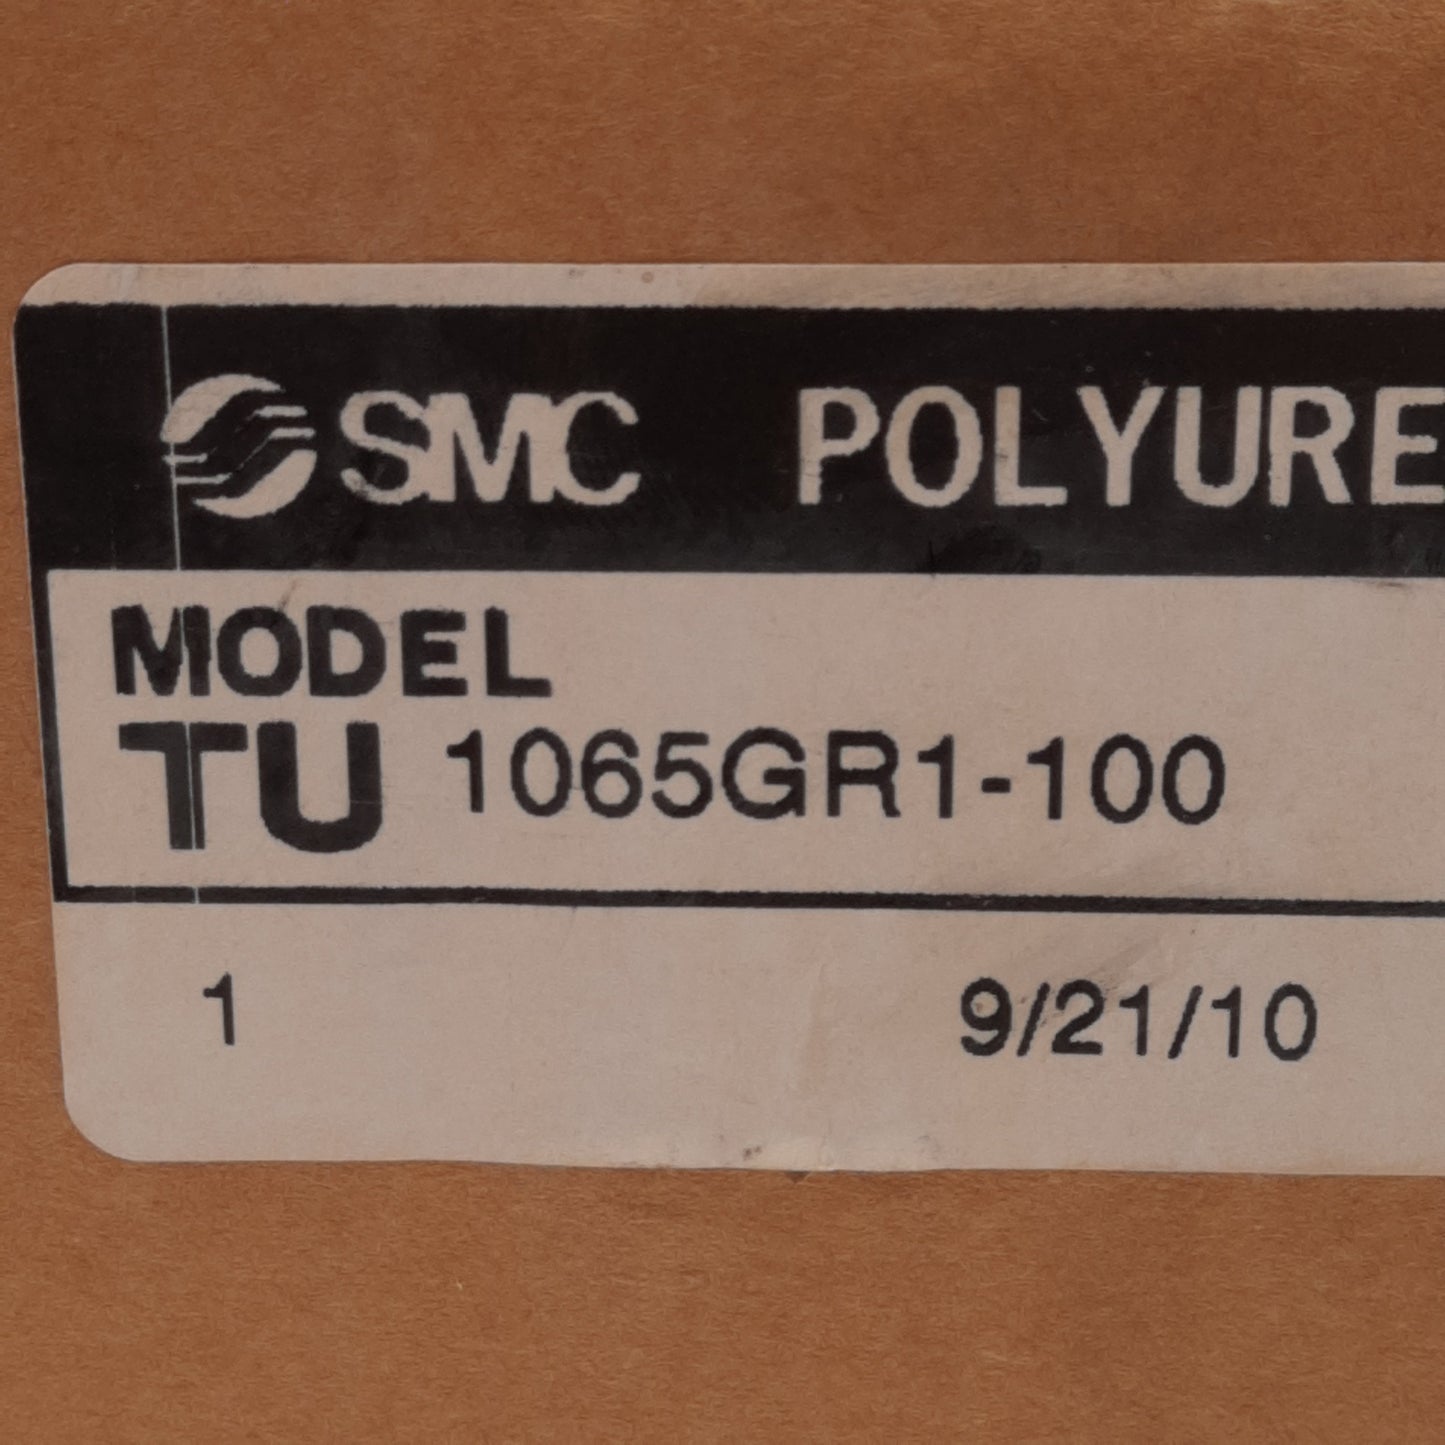 SMC POLYURE
MODEL
TU 1065GR1-100
1 9/21/10